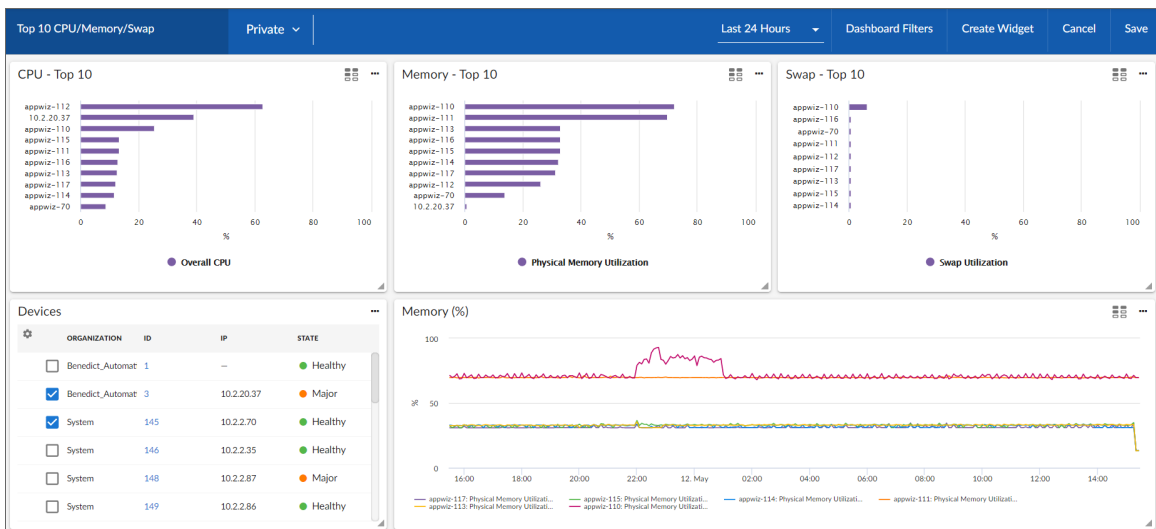 Top 10 CPU/Memory/Swap Private Last 24 Hours Dashboard Filters Create Widget Cancel Save
CPU - Top 10
appwiz-112
10.2.20.37
appwiz-110
appwiz-115
appwiz-111
appwiz-116
appwiz-113
appwiz-117
appwiz-114
appwiz-70
0 20 40 60 80 100
%
Overall CPU
Memory - Top 10
appwiz-110
appwiz-111
appwiz-113
appwiz-116
appwiz-115
appwiz-114
appwiz-117
appwiz-112
appwiz-70
10.2.20.37
0 20 40 60 80 100
%
Physical Memory Utilization
Swap - Top 10
appwiz-110
appwiz-116
appwiz-70
appwiz-111
appwiz-112
appwiz-117
appwiz-113
appwiz-115
appwiz-114
0 20 40 60 80 100
%
Swap Utilization
Devices
ORGANIZATION ID IP STATE
Benedict_Automat 1 — Healthy
Benedict_Automat 3 10.2.20.37 Major
System 145 10.2.2.70 Healthy
System 146 10.2.2.35 Healthy
System 148 10.2.2.87 Major
System 149 10.2.2.86 Healthy
Memory (%)
100
50
0
%
16:00 18:00 20:00 22:00 12. May 02:00 04:00 06:00 08:00 10:00 12:00 14:00
appwiz-117: Physical Memory Utilizati... appwiz-115: Physical Memory Utilizati... appwiz-114: Physical Memory Utilizati... appwiz-111: Physical Memory Utilizati...
appwiz-113: Physical Memory Utilizati... appwiz-110: Physical Memory Utilizati...